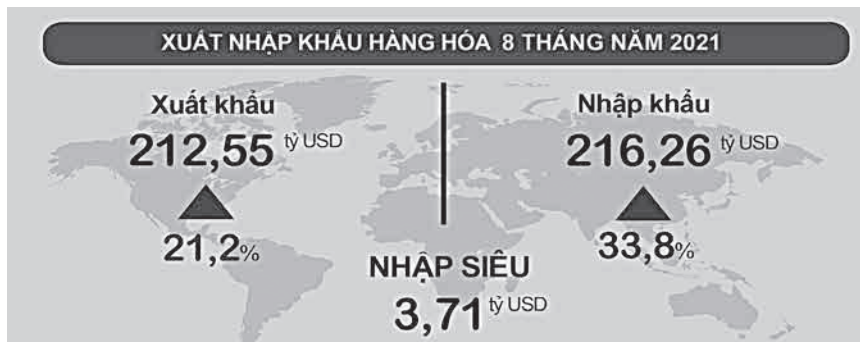 XUẤT NHẬP KHẨU HÀNG HÓA 8 THÁNG NĂM 2021
Xuất khẩu
212,55 tỷ USD
21,2%
Nhập khẩu
216,26 tỷ USD
33,8%
NHẬP SIÊU
3,71 tỷ USD